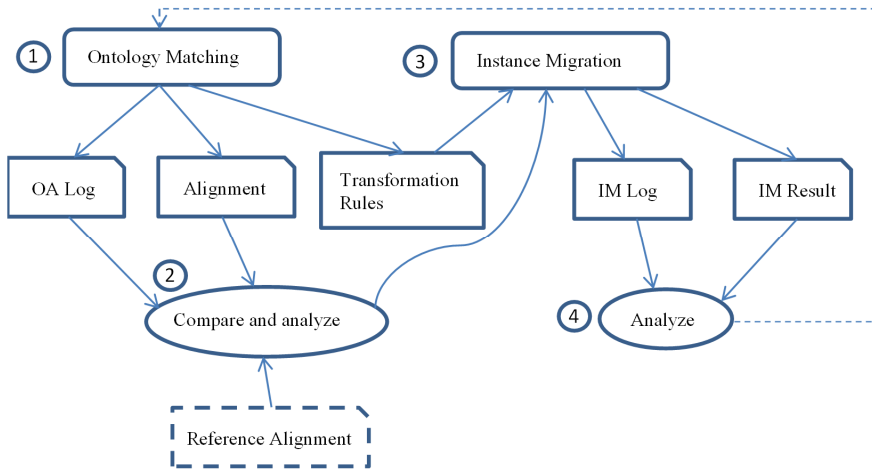 1
Ontology Matching
3
Instance Migration
OA Log
Alignment
Transformation
Rules
IM Log
IM Result
2
Compare and analyze
4
Analyze
Reference Alignment